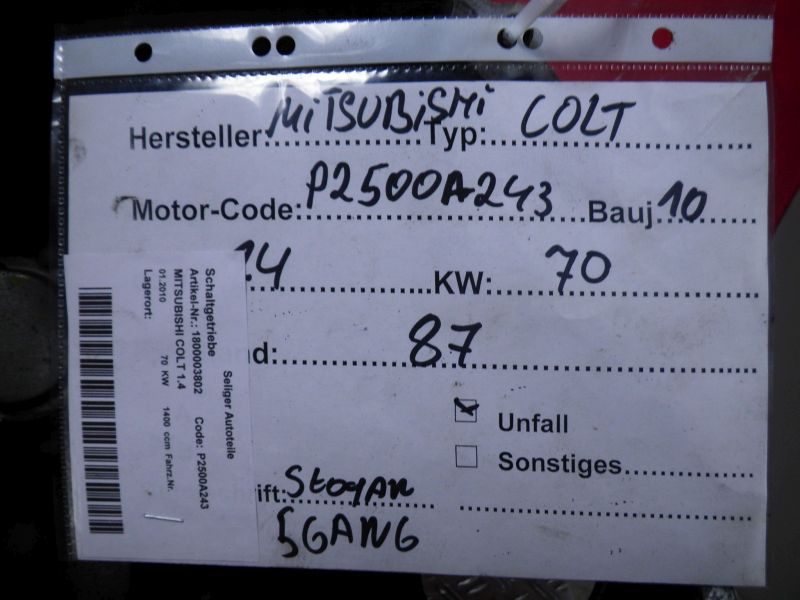 Hersteller: MITSUBISHI Typ: COLT
Motor-Code: P2500A243 Bauj. 10
14 KW: 70
d: 87
Unfall
Sonstiges
ift: Stoyan
5GANG
Seliger Autoteile
Schaltgetriebe
Artikel-Nr.: 1800003802 Code: P2500A243
MITSUBISHI COLT 1.4
01.2010 70 KW 1400 ccm Fahrz.Nr.
Lagerort: